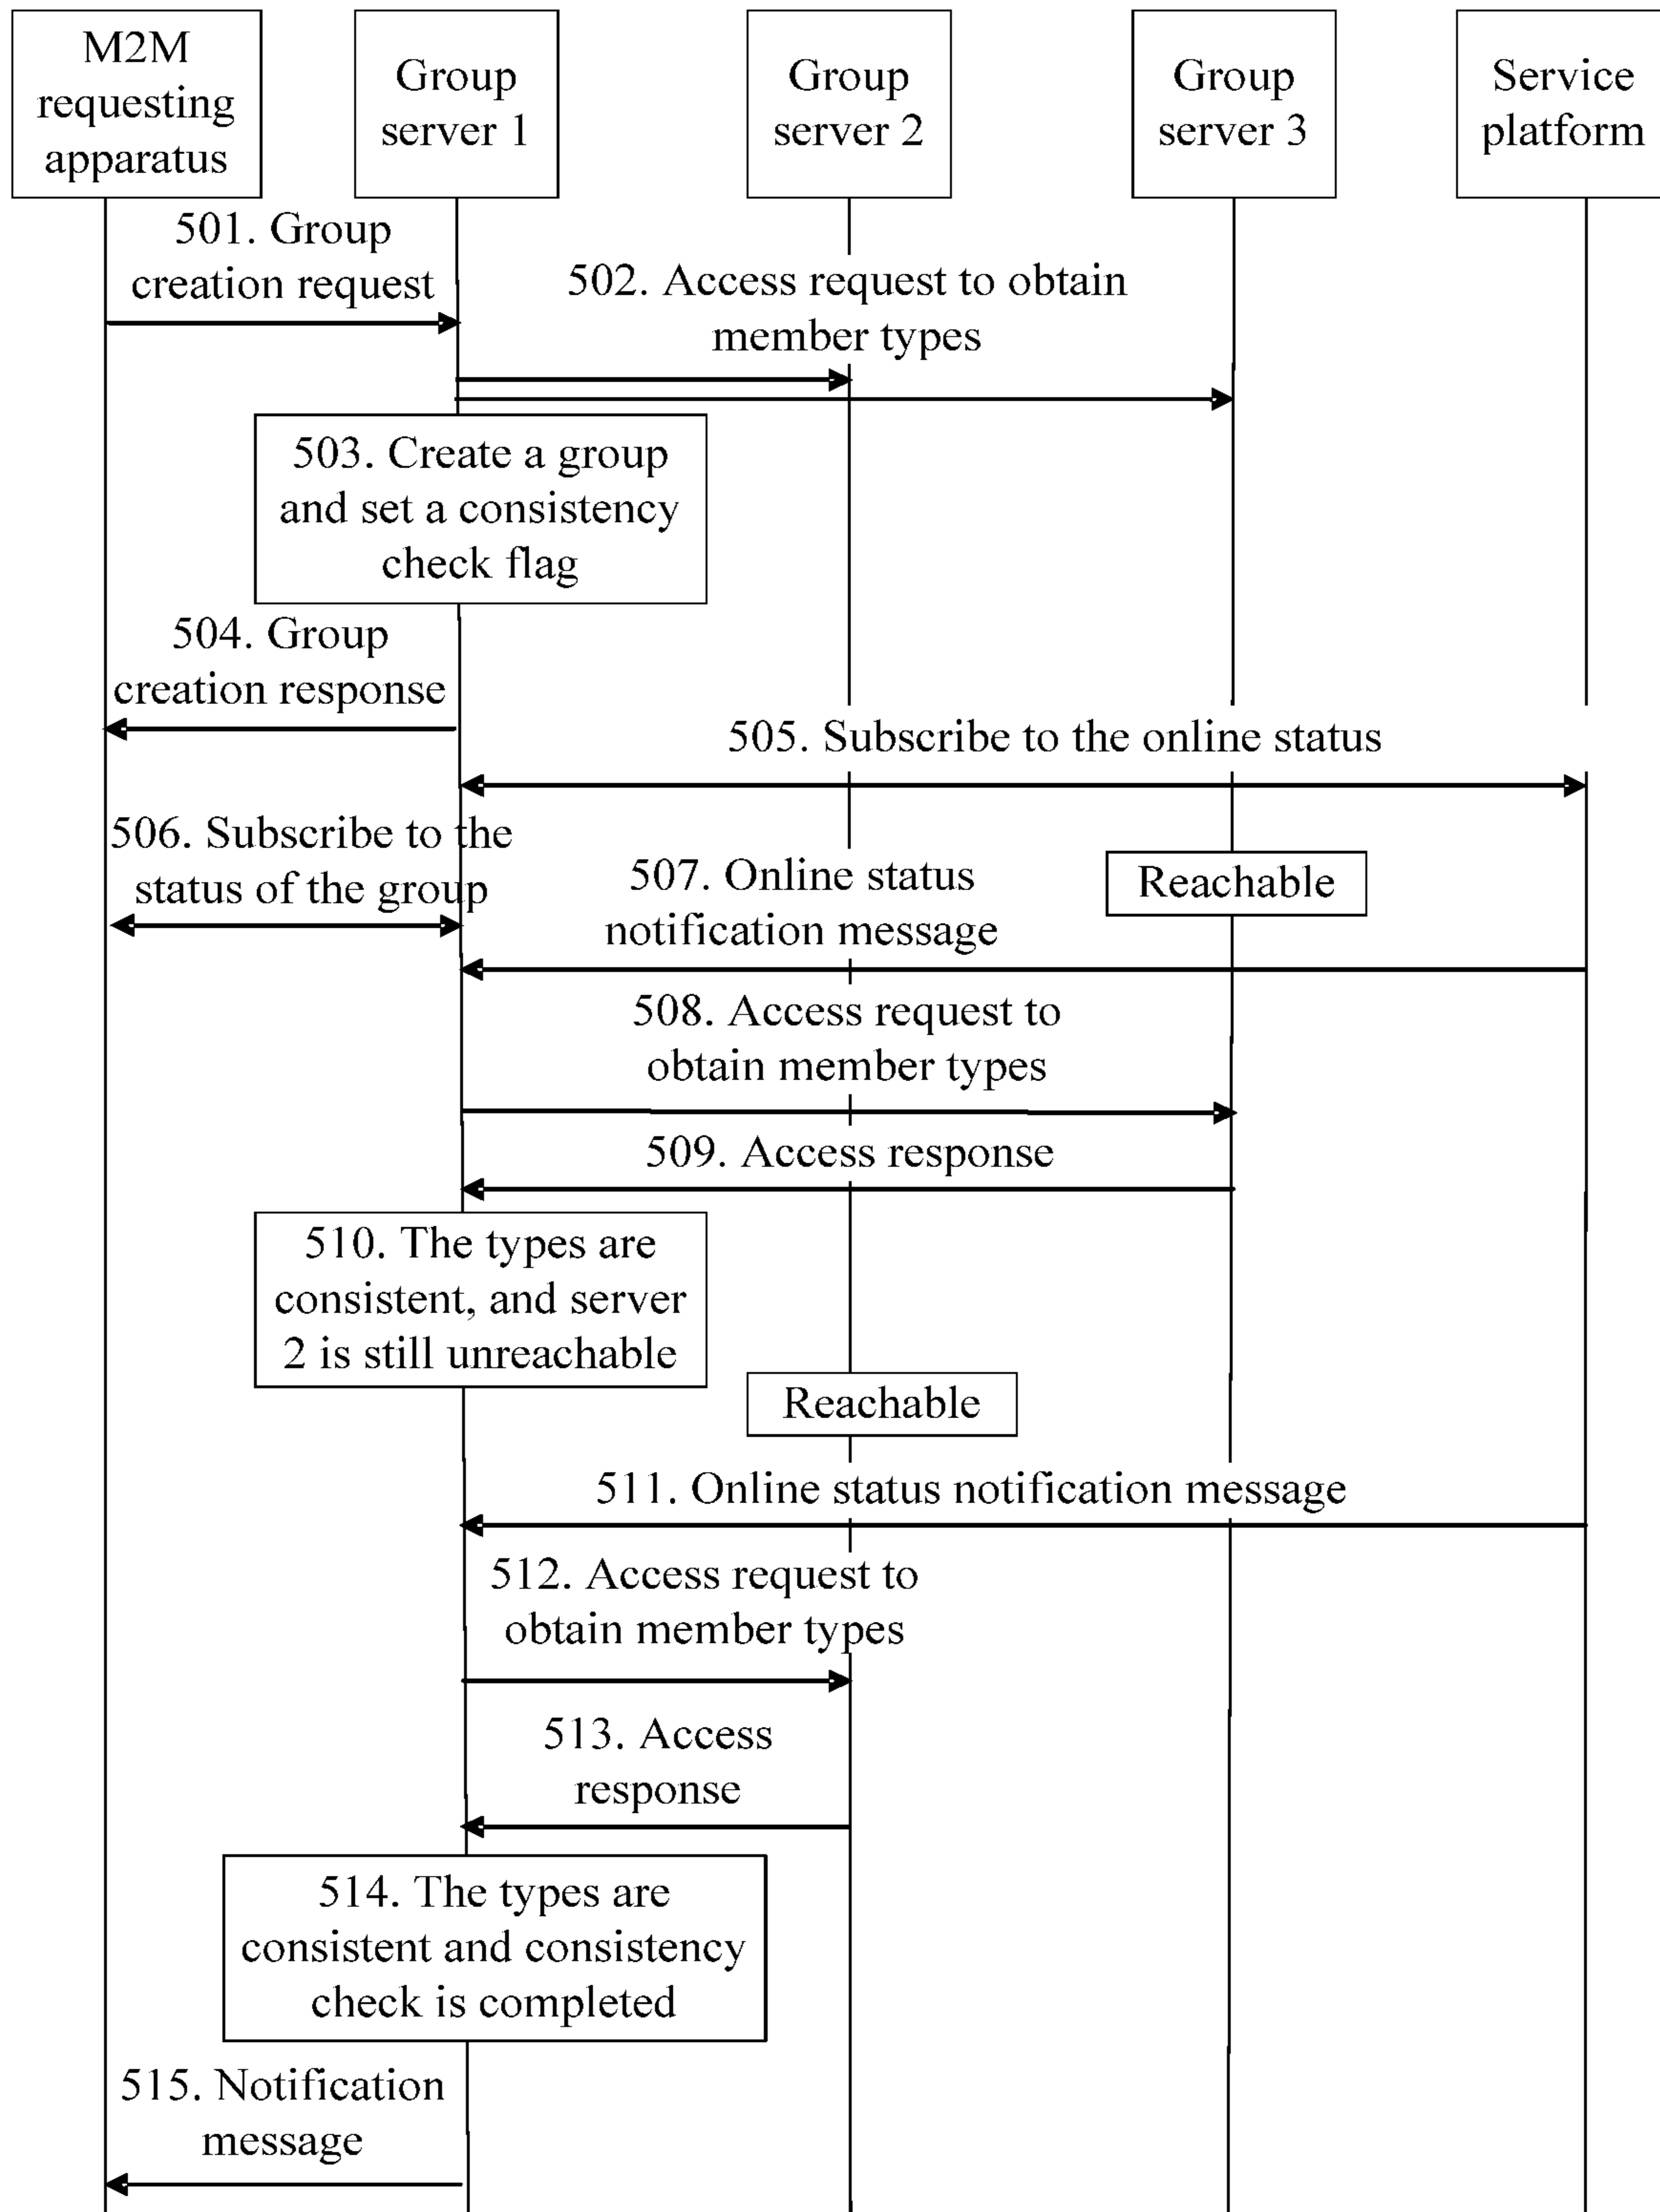 M2M
requesting
apparatus
Group
server 1
Group
server 2
Group
server 3
Service
platform
501. Group
creation request
502. Access request to obtain
member types
503. Create a group
and set a consistency
check flag
504. Group
creation response
505. Subscribe to the online status
506. Subscribe to the
status of the group
Reachable
507. Online status
notification message
508. Access request to
obtain member types
509. Access response
510. The types are
consistent, and server
2 is still unreachable
Reachable
511. Online status notification message
512. Access request to
obtain member types
513. Access
response
514. The types are
consistent and consistency
check is completed
515. Notification
message